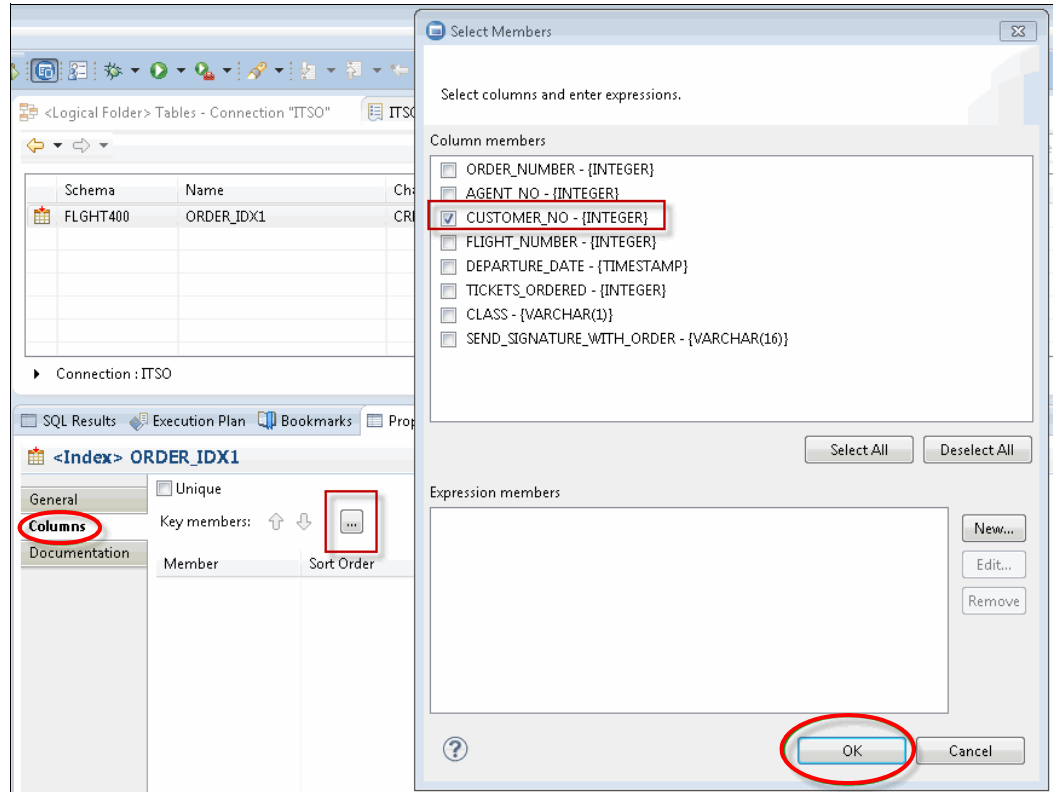 Select Members
Select columns and enter expressions.
<Logical Folder> Tables - Connection "ITSO"
ITSO
Column members
ORDER_NUMBER - {INTEGER}
AGENT_NO - {INTEGER}
CUSTOMER_NO - {INTEGER}
FLIGHT_NUMBER - {INTEGER}
DEPARTURE_DATE - {TIMESTAMP}
TICKETS_ORDERED - {INTEGER}
CLASS - {VARCHAR(1)}
SEND_SIGNATURE_WITH_ORDER - {VARCHAR(16)}
Schema Name Cha
FLGHT400 ORDER_IDX1 CRE
Connection : ITSO
Select All Deselect All
SQL Results Execution Plan Bookmarks Prop
<Index> ORDER_IDX1
General
Columns
Documentation
Unique
Key members: ...
Member Sort Order
Expression members
New...
Edit...
Remove
?
OK Cancel